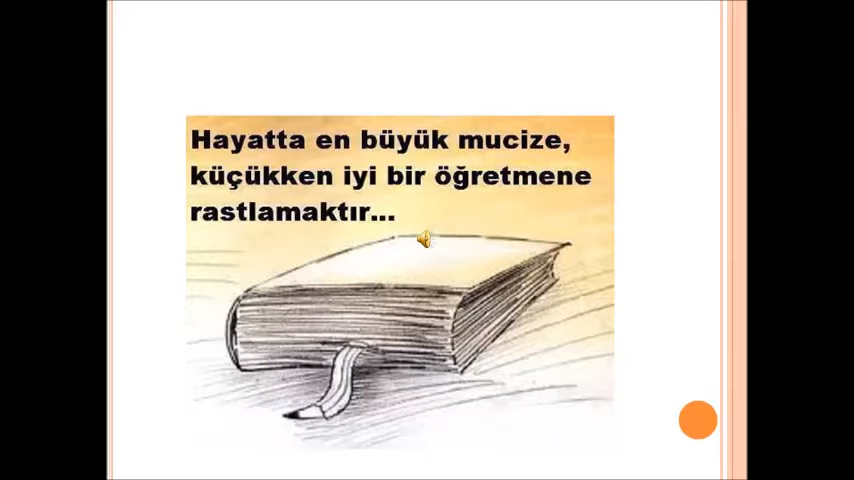 Hayatta en büyük mucize,
küçükken iyi bir öğretmene
rastlamaktır...